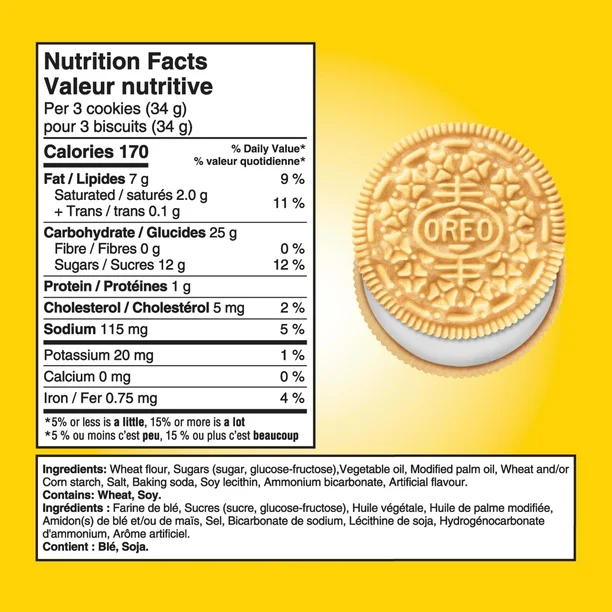 Nutrition Facts
Valeur nutritive
Per 3 cookies (34 g)
pour 3 biscuits (34 g)
Calories 170
% Daily Value*
% valeur quotidienne*
Fat / Lipides 7 g 9 %
Saturated / saturés 2.0 g
+ Trans / trans 0.1 g 11 %
Carbohydrate / Glucides 25 g
Fibre / Fibres 0 g 0 %
Sugars / Sucres 12 g 12 %
Protein / Protéines 1 g
Cholesterol / Cholestérol 5 mg 2 %
Sodium 115 mg 5 %
Potassium 20 mg 1 %
Calcium 0 mg 0 %
Iron / Fer 0.75 mg 4 %
*5% or less is a little, 15% or more is a lot
*5 % ou moins c'est peu, 15 % ou plus c'est beaucoup
OREO
Ingredients: Wheat flour, Sugars (sugar, glucose-fructose),Vegetable oil, Modified palm oil, Wheat and/or
Corn starch, Salt, Baking soda, Soy lecithin, Ammonium bicarbonate, Artificial flavour.
Contains: Wheat, Soy.
Ingrédients : Farine de blé, Sucres (sucre, glucose-fructose), Huile végétale, Huile de palme modifiée,
Amidon(s) de blé et/ou de maïs, Sel, Bicarbonate de sodium, Lécithine de soja, Hydrogénocarbonate
d'ammonium, Arôme artificiel.
Contient : Blé, Soja.